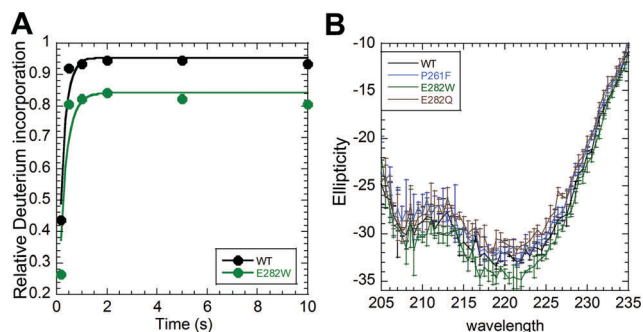 A
Relative Deuterium incorporation
1
0.9
0.8
0.7
0.6
0.5
0.4
0.3
0.2
0 2 4 6 8 10
Time (s)
WT
E282W
B
Ellipticity
-10
-15
-20
-25
-30
-35
205 210 215 220 225 230 235
wavelength
WT
P261F
E282W
E282Q